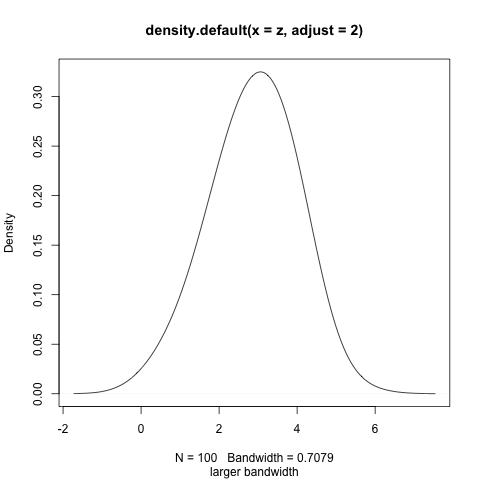 density.default(x = z, adjust = 2)
Density
0.30
0.25
0.20
0.15
0.10
0.05
0.00
-2 0 2 4 6
N = 100 Bandwidth = 0.7079
larger bandwidth